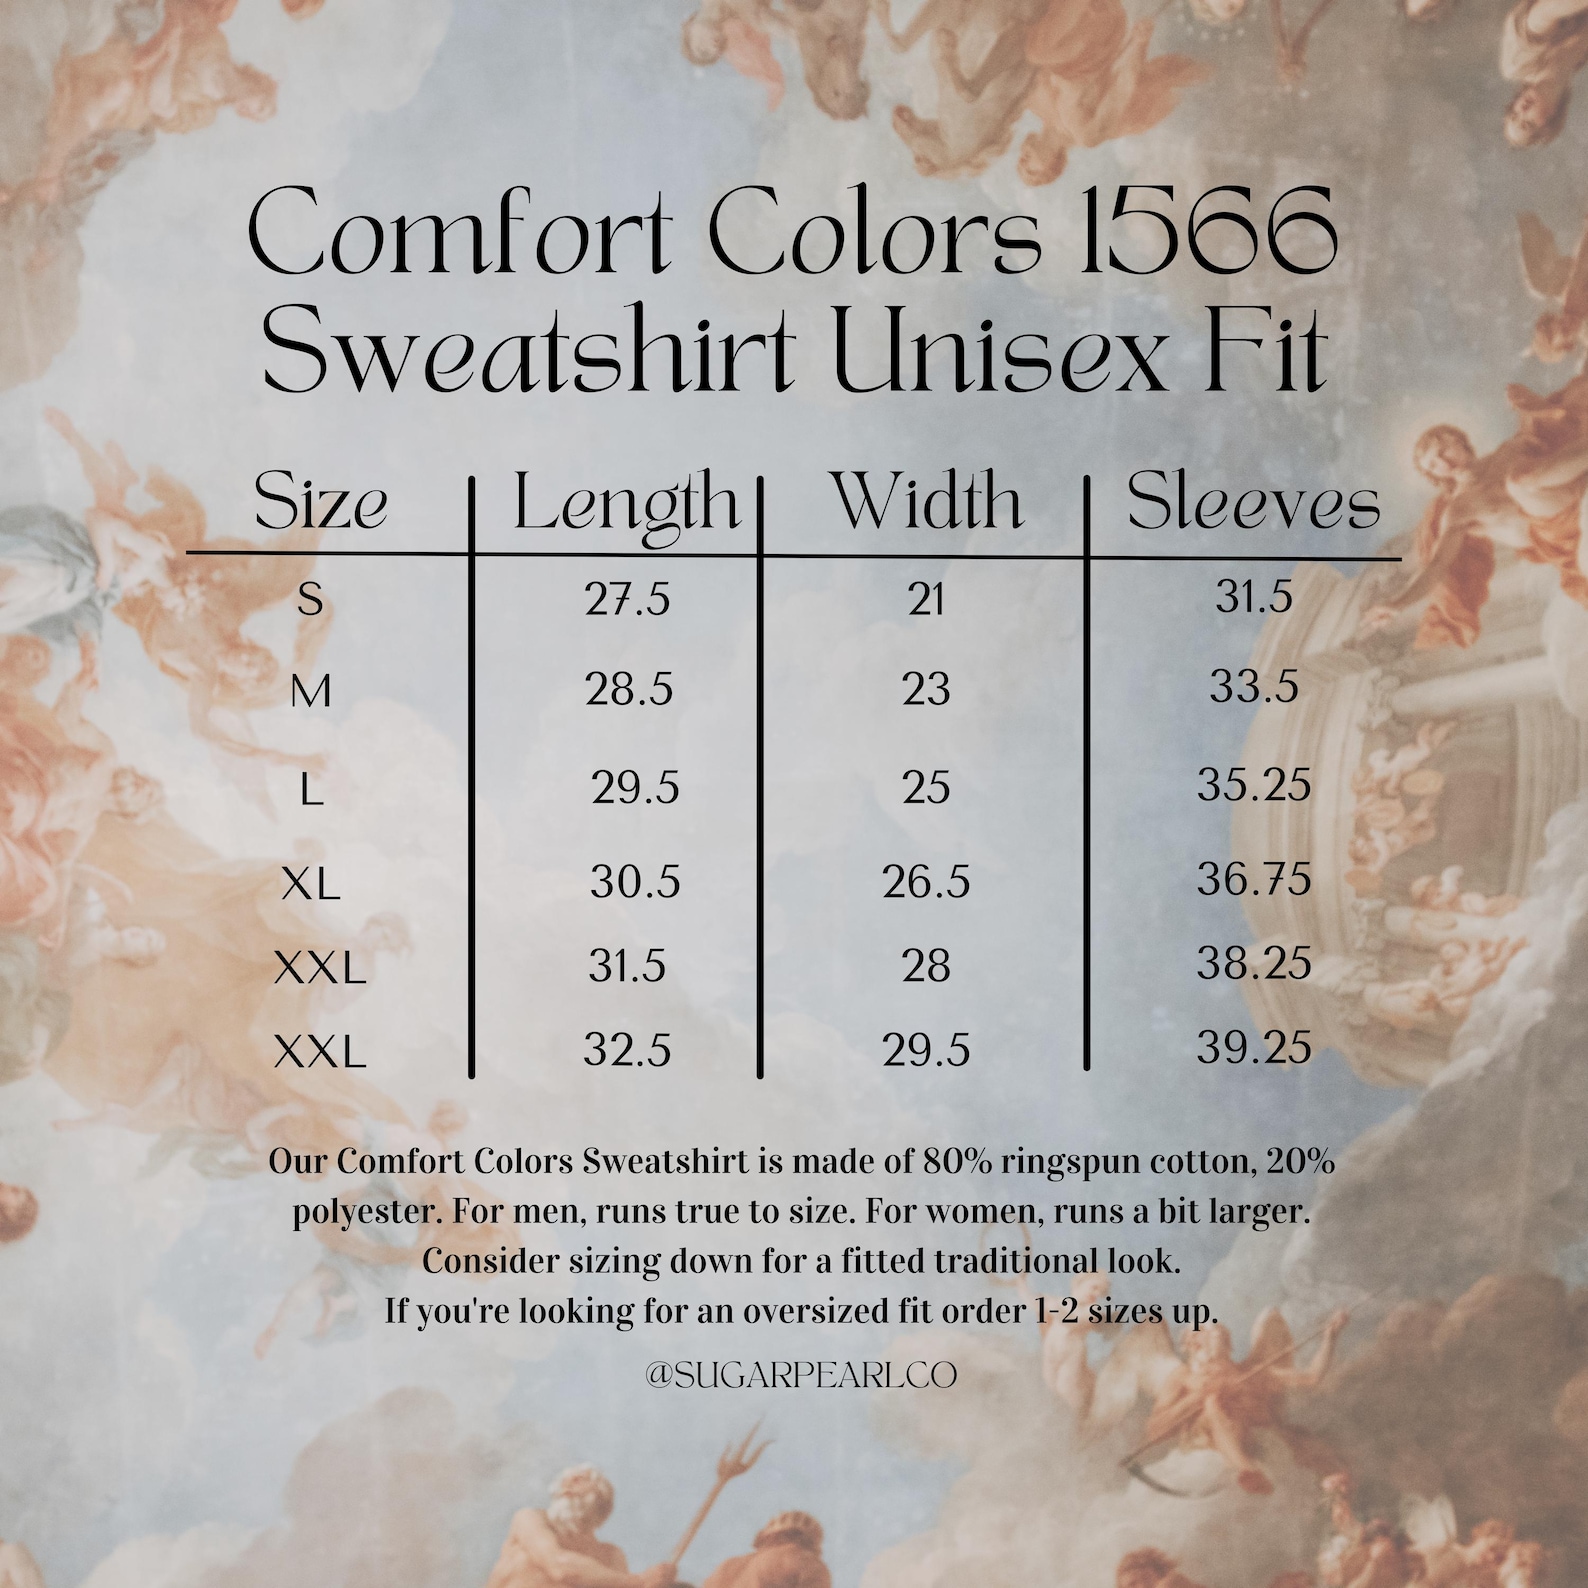 Comfort Colors 1566
Sweatshirt Unisex Fit
Size Length Width Sleeves
S 27.5 21 31.5
M 28.5 23 33.5
L 29.5 25 35.25
XL 30.5 26.5 36.75
XXL 31.5 28 38.25
XXL 32.5 29.5 39.25
Our Comfort Colors Sweatshirt is made of 80% ringspun cotton, 20%
polyester. For men, runs true to size. For women, runs a bit larger.
Consider sizing down for a fitted traditional look.
If you're looking for an oversized fit order 1-2 sizes up.
@SUGARPEARLCO